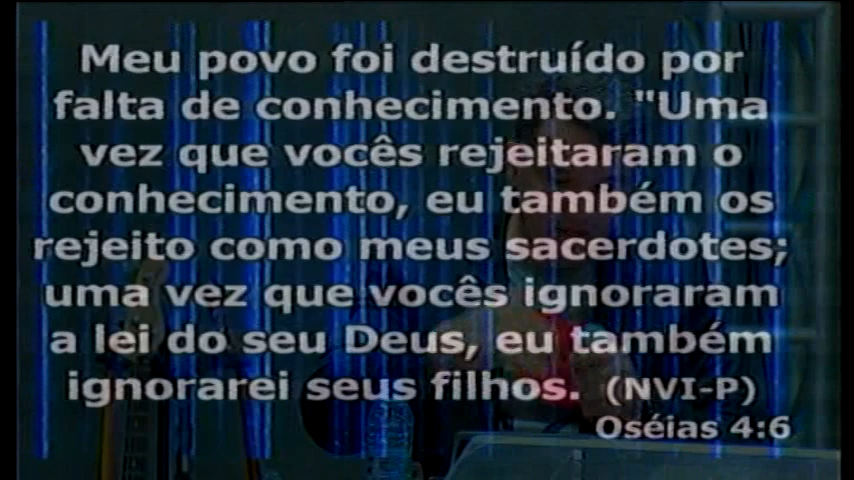 Meu povo foi destruído por
falta de conhecimento. "Uma
vez que vocês rejeitaram o
conhecimento, eu também os
rejeito como meus sacerdotes;
uma vez que vocês ignoraram
a lei do seu Deus, eu também
ignorarei seus filhos. (NVI-P)
Oséias 4:6